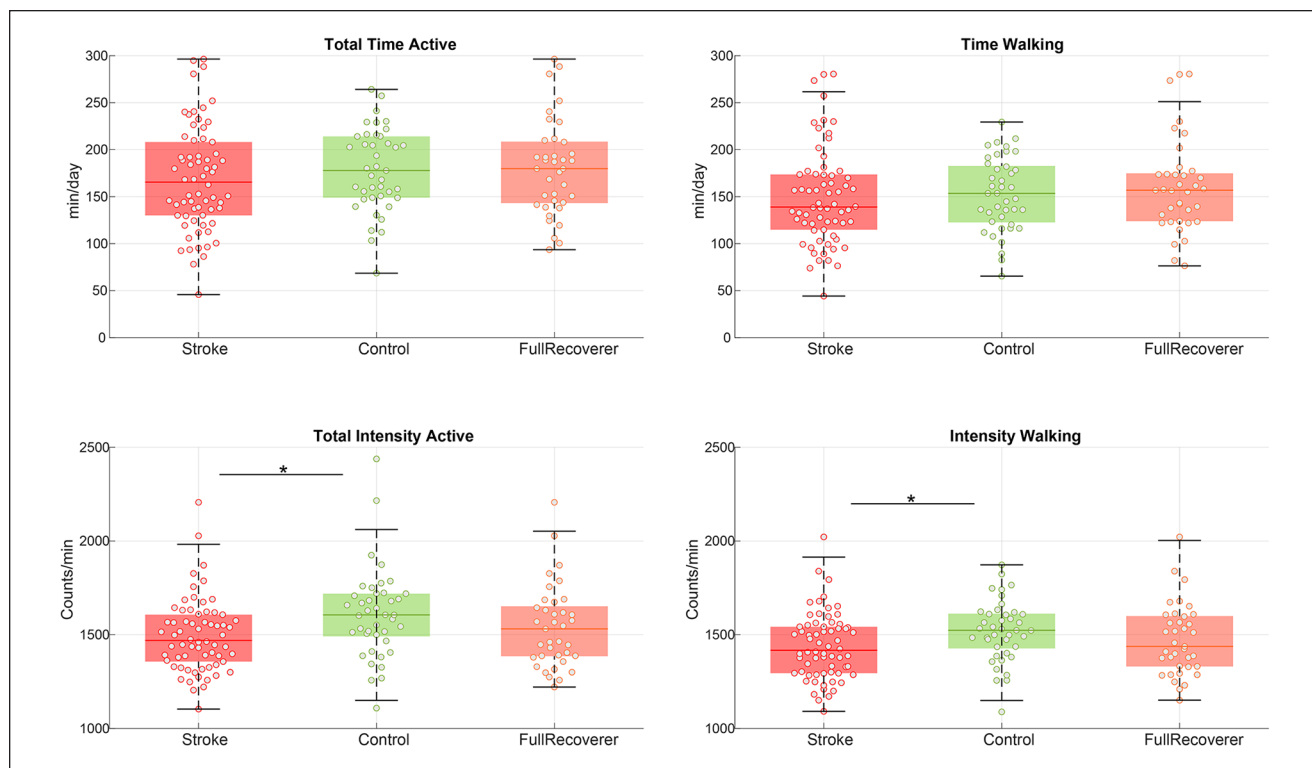 Total Time Active
300
250
200
150
100
50
0
min/day
Stroke Control FullRecoverer
Time Walking
300
250
200
150
100
50
0
min/day
Stroke Control FullRecoverer
Total Intensity Active
2500
2000
1500
1000
Counts/min
*
Stroke Control FullRecoverer
Intensity Walking
2500
2000
1500
1000
Counts/min
*
Stroke Control FullRecoverer